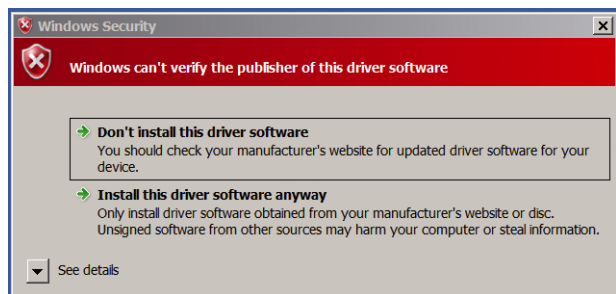 Windows Security
Windows can't verify the publisher of this driver software
Don't install this driver software
You should check your manufacturer's website for updated driver software for your
device.
Install this driver software anyway
Only install driver software obtained from your manufacturer's website or disc.
Unsigned software from other sources may harm your computer or steal information.
See details